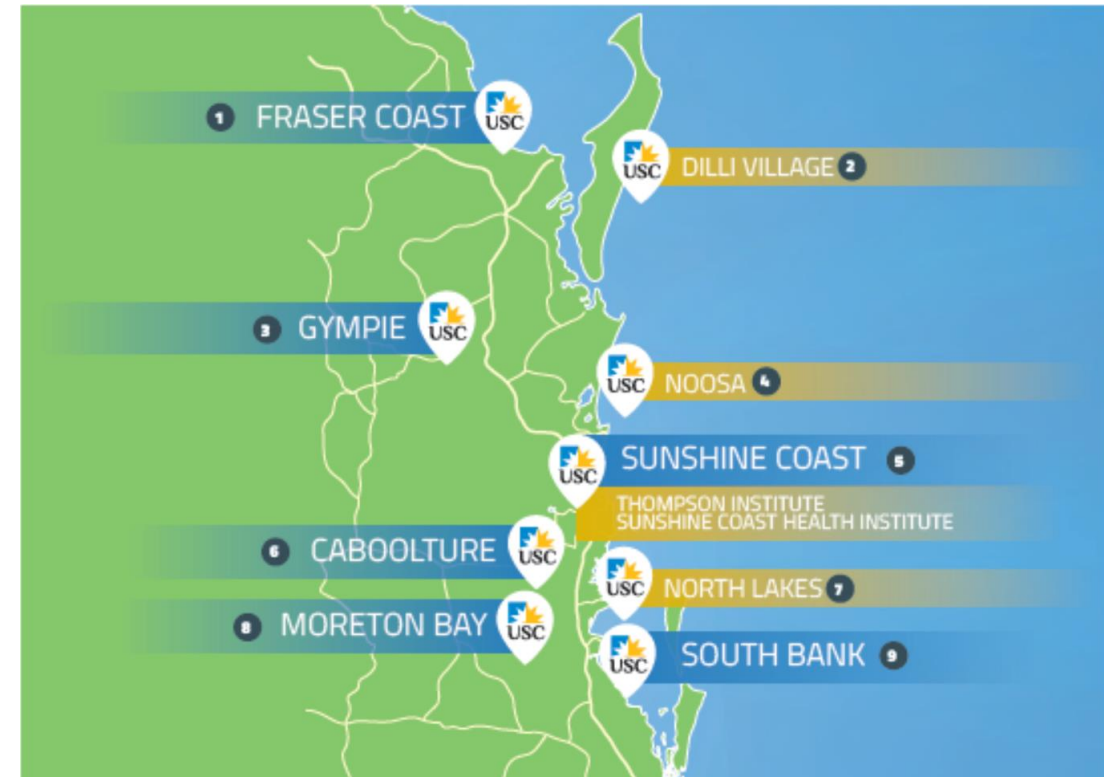 1 FRASER COAST USC
USC DILLI VILLAGE 2
3 GYMPIE USC
USC NOOSA 4
USC SUNSHINE COAST 5
THOMPSON INSTITUTE
SUNSHINE COAST HEALTH INSTITUTE
6 CABOOLTURE USC
USC NORTH LAKES 7
8 MORETON BAY USC
USC SOUTH BANK 9